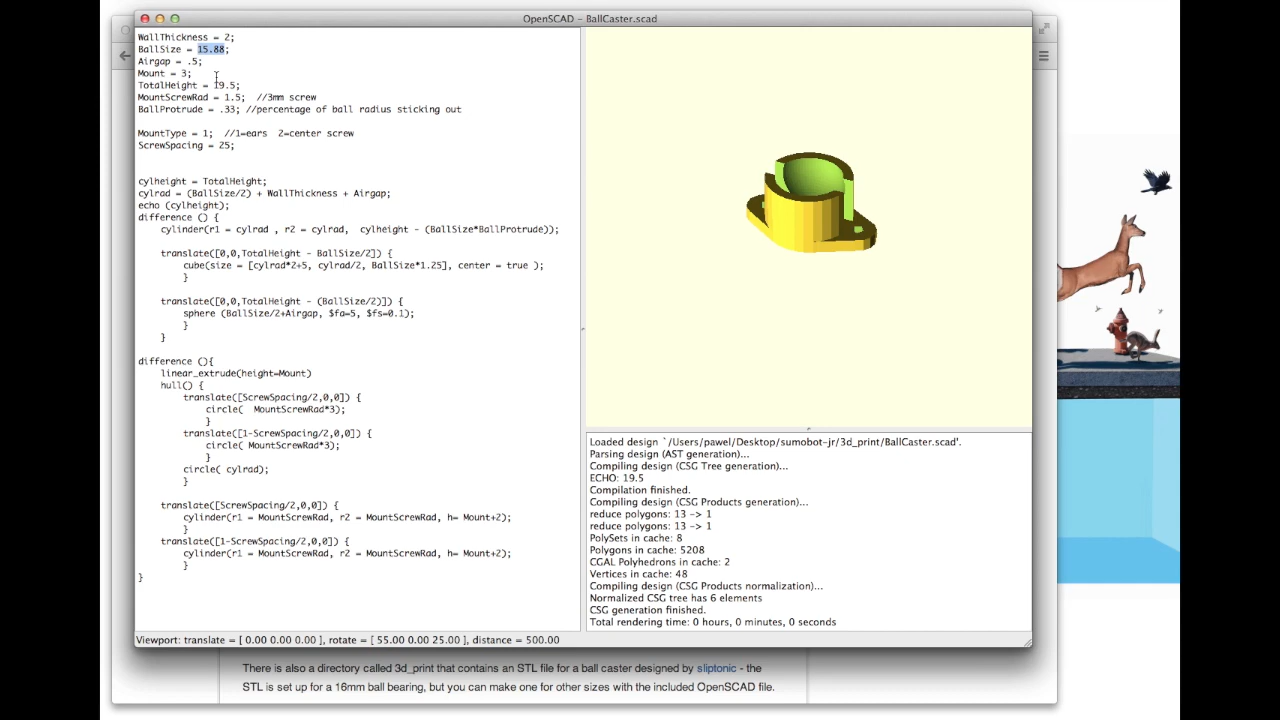 OpenSCAD – BallCaster.scad
WallThickness = 2;
BallSize = 15.88;
Airgap = .5;
Mount = 3;
TotalHeight = 19.5;
MountScrewRad = 1.5;  //3mm screw
BallProtrude = .33; //percentage of ball radius sticking out
MountType = 1;  //1=ears  2=center screw
ScrewSpacing = 25;
cylheight = TotalHeight;
cylrad = (BallSize/2) + WallThickness + Airgap;
echo (cylheight);
difference () {
cylinder(r1 = cylrad , r2 = cylrad,  cylheight - (BallSize*BallProtrude));
translate([0,0,TotalHeight - BallSize/2]) {
cube(size = [cylrad*2+5, cylrad/2, BallSize*1.25], center = true );
}
translate([0,0,TotalHeight - (BallSize/2)]) {
sphere (BallSize/2+Airgap, $fa=5, $fs=0.1);
}
}
difference (){
linear_extrude(height=Mount)
hull() {
translate([ScrewSpacing/2,0,0]) {
circle(  MountScrewRad*3);
}
translate([1-ScrewSpacing/2,0,0]) {
circle( MountScrewRad*3);
}
circle( cylrad);
}
translate([ScrewSpacing/2,0,0]) {
cylinder(r1 = MountScrewRad, r2 = MountScrewRad, h= Mount+2);
}
translate([1-ScrewSpacing/2,0,0]) {
cylinder(r1 = MountScrewRad, r2 = MountScrewRad, h= Mount+2);
}
}
Loaded design `/Users/pawel/Desktop/sumobot-jr/3d_print/BallCaster.scad'.
Parsing design (AST generation)...
Compiling design (CSG Tree generation)...
ECHO: 19.5
Compilation finished.
Compiling design (CSG Products generation)...
reduce polygons: 13 -> 1
reduce polygons: 13 -> 1
PolySets in cache: 8
Polygons in cache: 5208
CGAL Polyhedrons in cache: 2
Vertices in cache: 48
Compiling design (CSG Products normalization)...
Normalized CSG tree has 6 elements
CSG generation finished.
Total rendering time: 0 hours, 0 minutes, 0 seconds
Viewport: translate = [ 0.00 0.00 0.00 ], rotate = [ 55.00 0.00 25.00 ], distance = 500.00
There is also a directory called 3d_print that contains an STL file for a ball caster designed by sliptonic - the
STL is set up for a 16mm ball bearing, but you can make one for other sizes with the included OpenSCAD file.